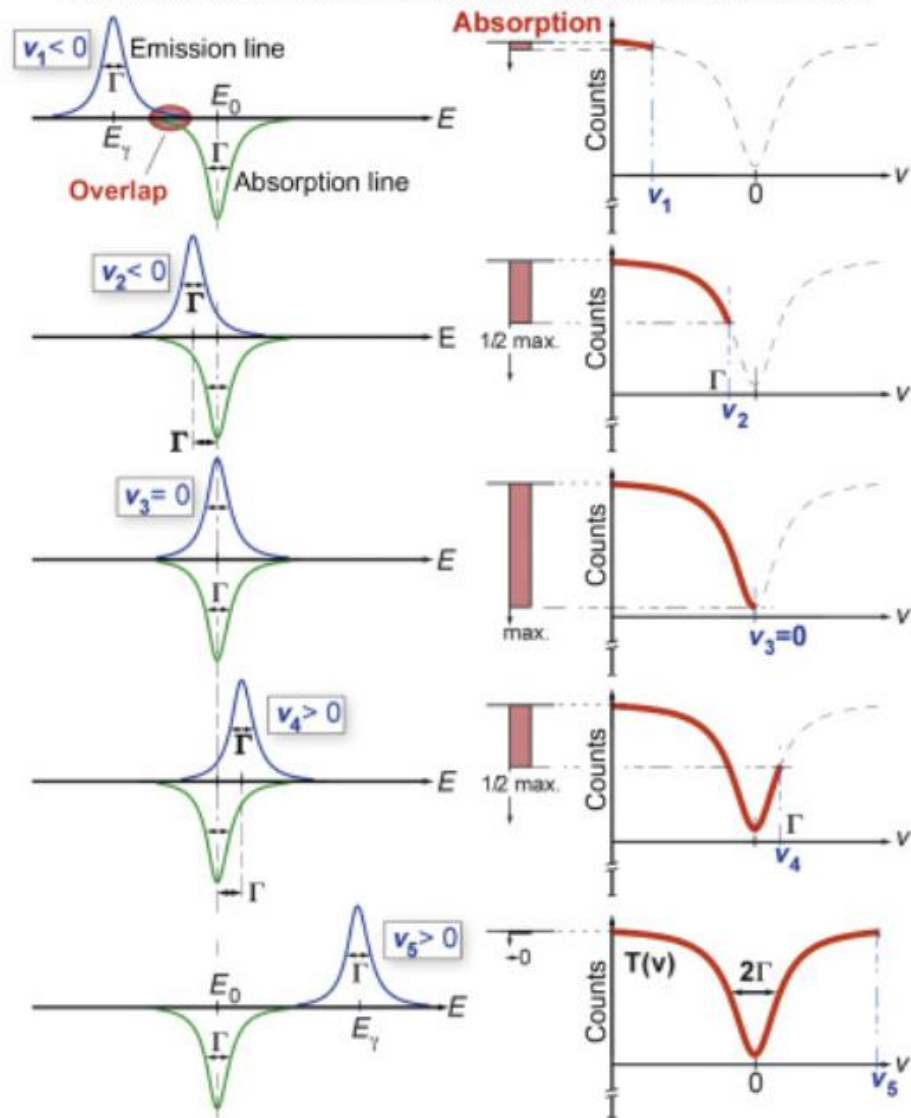 Absorption
v1 < 0
Emission line
Γ
E0
E
Eγ
Γ
Overlap
Absorption line
Counts
v1
0
v
v2 < 0
Γ
E
Γ
1/2 max.
Counts
Γ
v2
v
v3 = 0
E
Γ
max.
Counts
v3=0
v
v4 > 0
Γ
E
Γ
1/2 max.
Counts
Γ
v4
v
v5 > 0
Γ
E0
E
Eγ
Γ
→0
Counts
T(v)
2Γ
0
v5
v